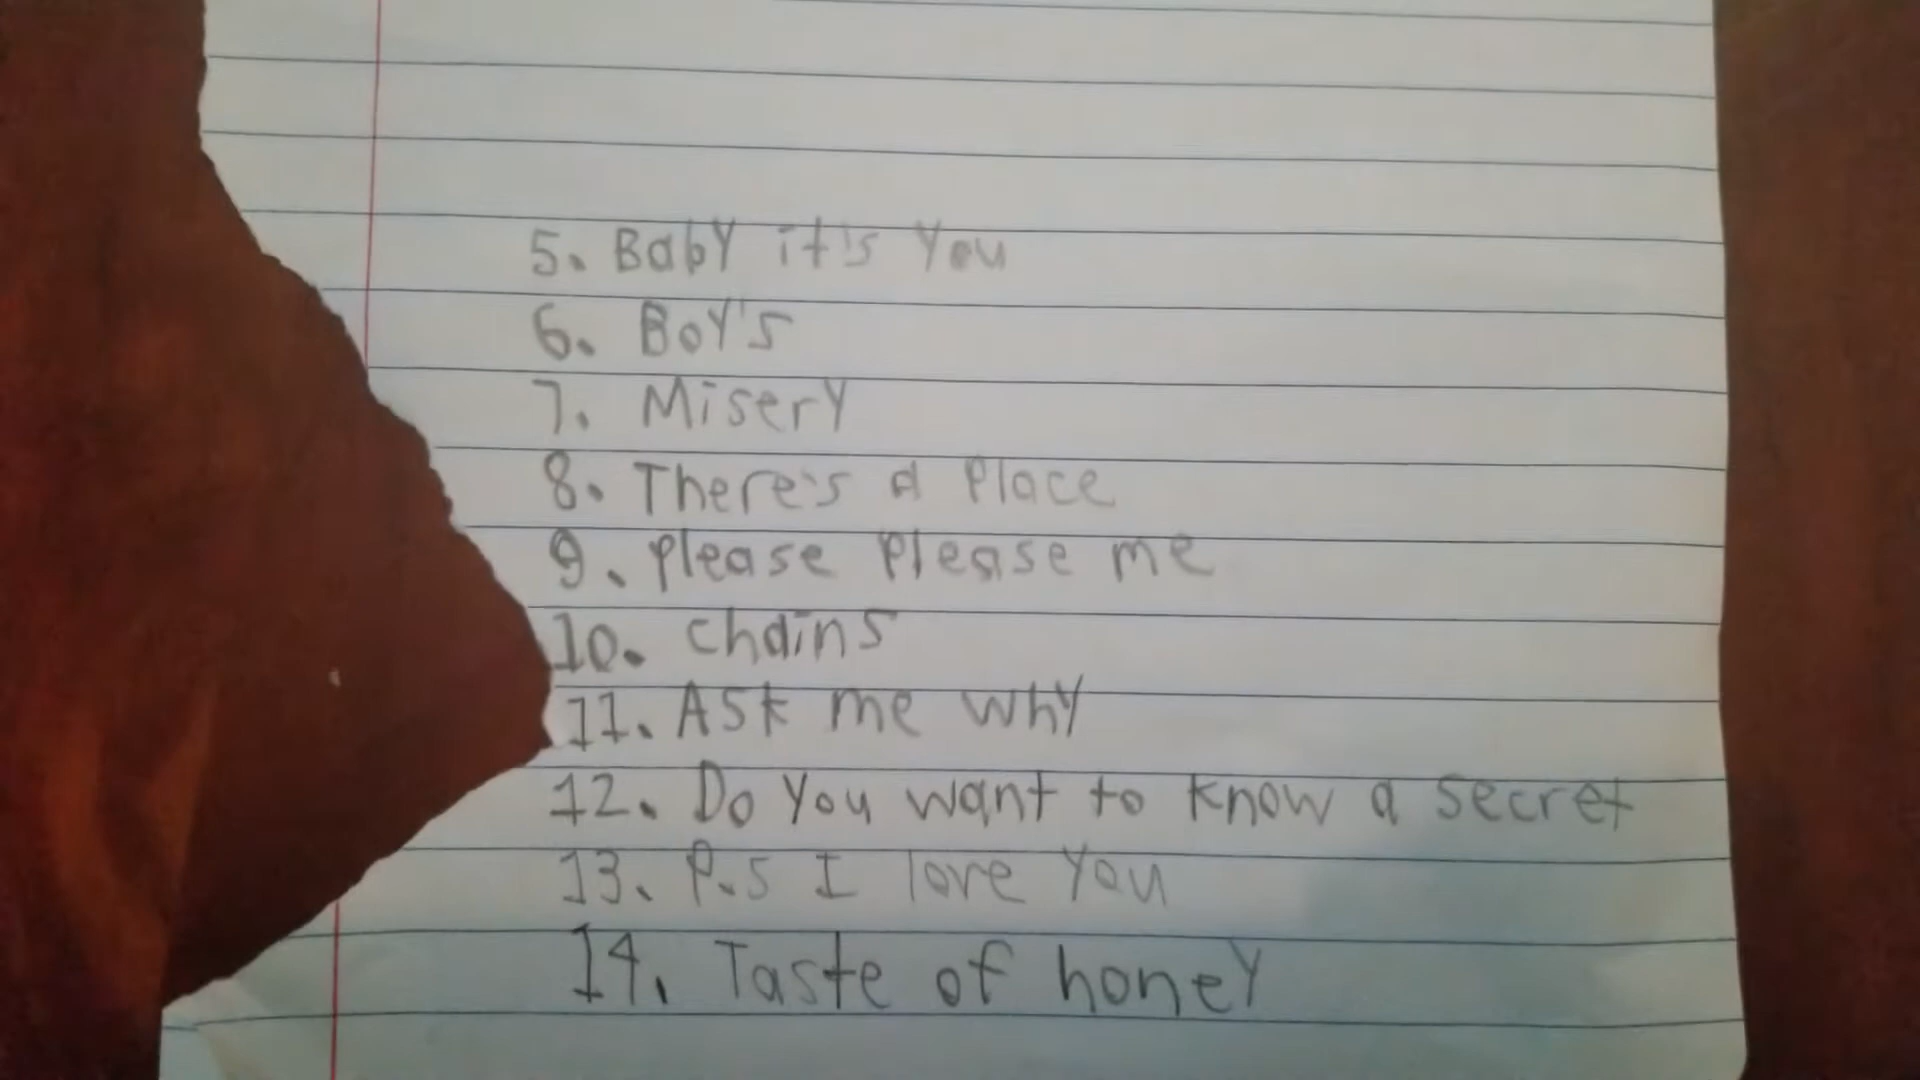 5. Baby it's you
6. Boy's
7. Misery
8. There's a Place
9. please please me
10. chains
11. Ask me why
12. Do you want to know a secret
13. P.s I love you
14. Taste of honey